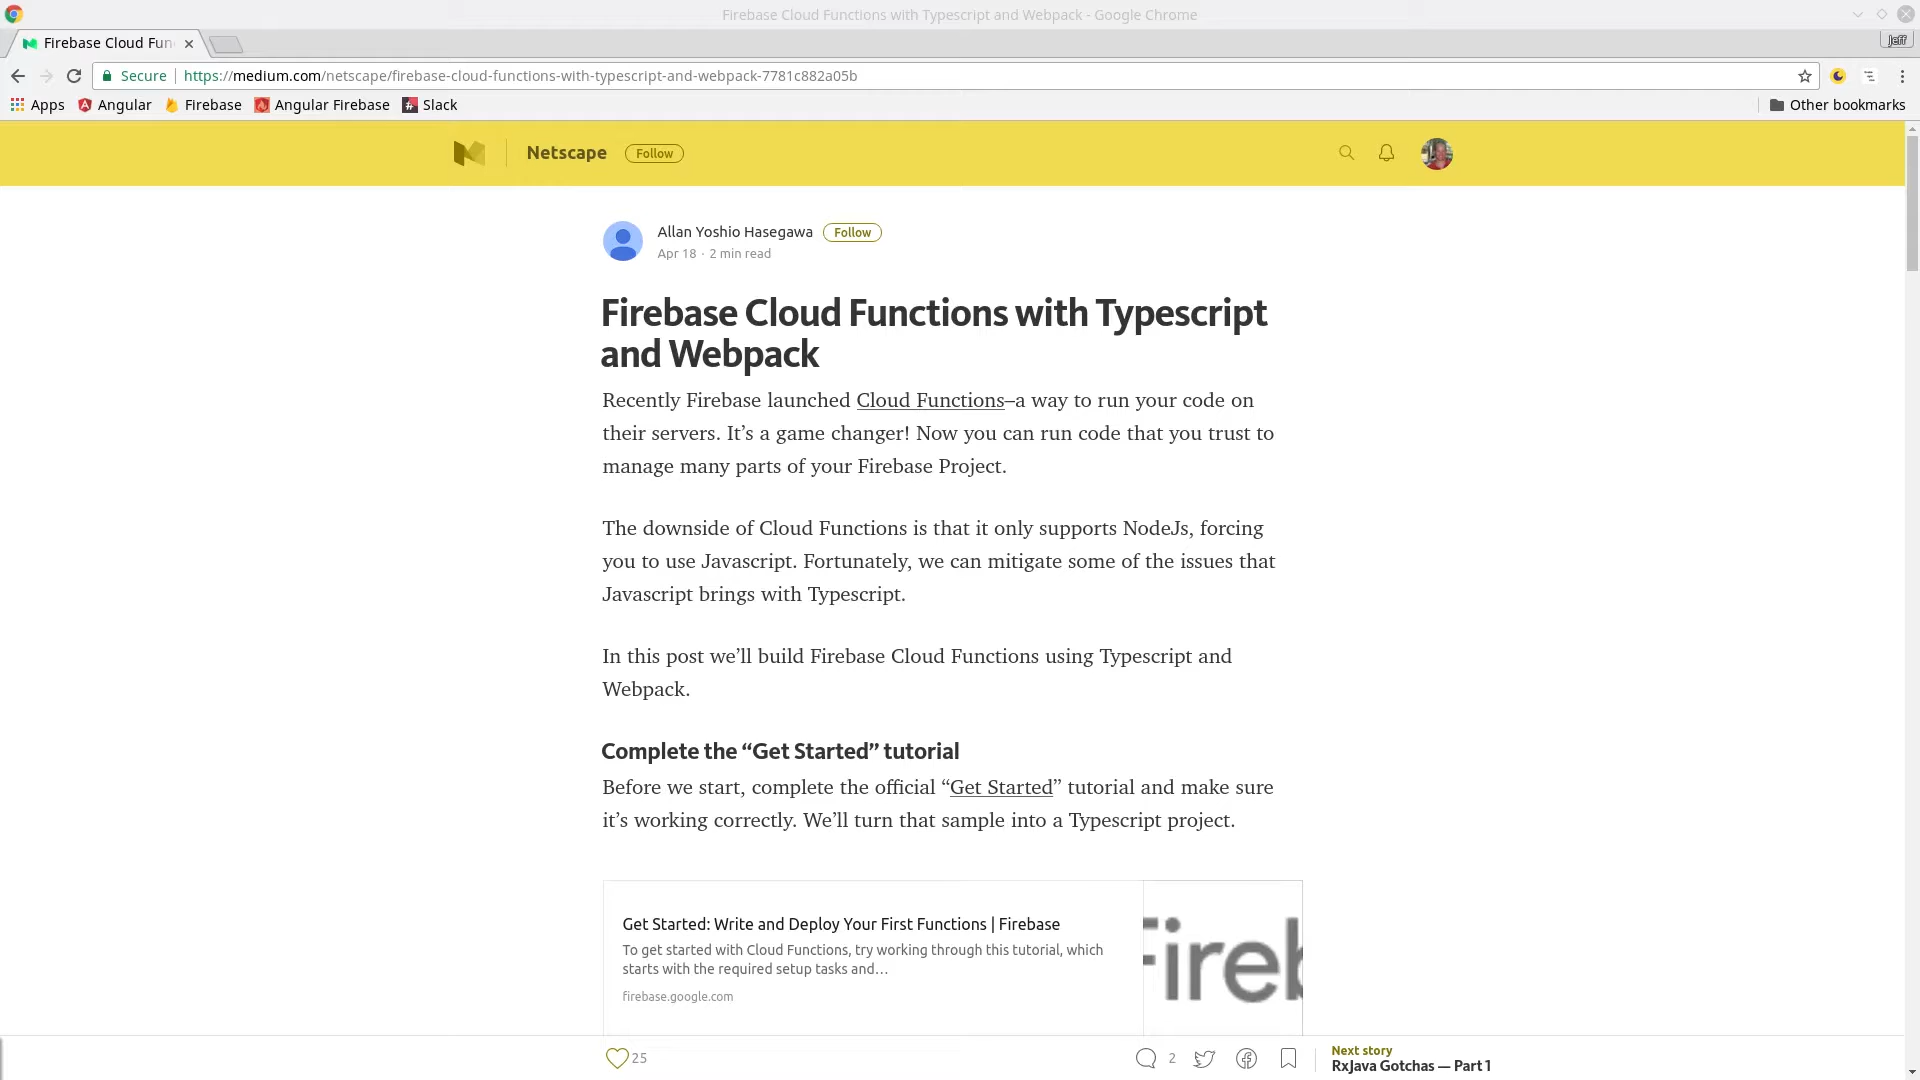 Firebase Cloud Functions with Typescript and Webpack - Google Chrome
Firebase Cloud Fun
Jeff
Secure https://medium.com/netscape/firebase-cloud-functions-with-typescript-and-webpack-7781c882a05b
Apps Angular Firebase Angular Firebase Slack Other bookmarks
Netscape Follow
Allan Yoshio Hasegawa Follow
Apr 18 · 2 min read
Firebase Cloud Functions with Typescript
and Webpack
Recently Firebase launched Cloud Functions–a way to run your code on
their servers. It’s a game changer! Now you can run code that you trust to
manage many parts of your Firebase Project.
The downside of Cloud Functions is that it only supports NodeJs, forcing
you to use Javascript. Fortunately, we can mitigate some of the issues that
Javascript brings with Typescript.
In this post we’ll build Firebase Cloud Functions using Typescript and
Webpack.
Complete the “Get Started” tutorial
Before we start, complete the official “Get Started” tutorial and make sure
it’s working correctly. We’ll turn that sample into a Typescript project.
Get Started: Write and Deploy Your First Functions | Firebase
To get started with Cloud Functions, try working through this tutorial, which
starts with the required setup tasks and…
firebase.google.com
Fireb
25
2
Next story
RxJava Gotchas — Part 1